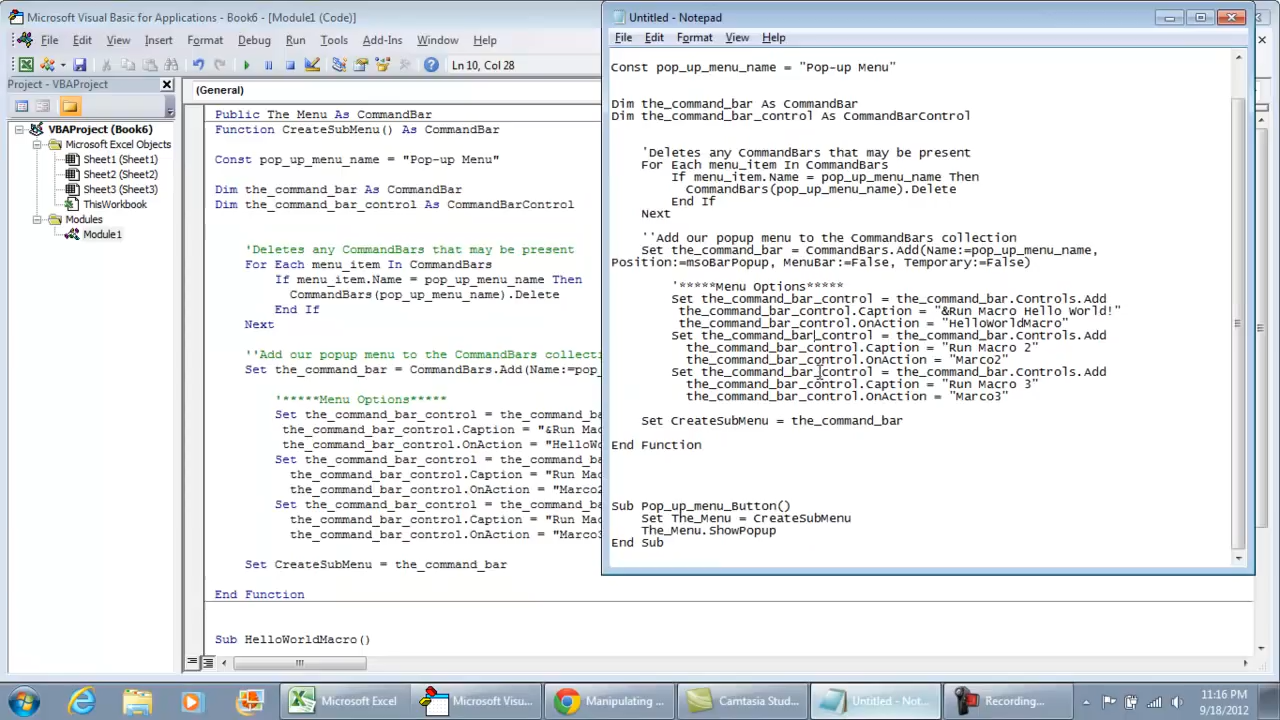 Microsoft Visual Basic for Applications - Book6 - [Module1 (Code)]
File Edit View Insert Format Debug Run Tools Add-Ins Window Help
Ln 10, Col 28
Project - VBAProject
VBAProject (Book6)
Microsoft Excel Objects
Sheet1 (Sheet1)
Sheet2 (Sheet2)
Sheet3 (Sheet3)
ThisWorkbook
Modules
Module1
(General)
Public The_Menu As CommandBar
Function CreateSubMenu() As CommandBar
Const pop_up_menu_name = "Pop-up Menu"
Dim the_command_bar As CommandBar
Dim the_command_bar_control As CommandBarControl
'Deletes any CommandBars that may be present
For Each menu_item In CommandBars
If menu_item.Name = pop_up_menu_name Then
CommandBars(pop_up_menu_name).Delete
End If
Next
''Add our popup menu to the CommandBars collecti
Set the_command_bar = CommandBars.Add(Name:=pop_
'*****Menu Options*****
Set the_command_bar_control = the_command_ba
the_command_bar_control.Caption = "&Run Ma
the_command_bar_control.OnAction = "HelloWo
Set the_command_bar_control = the_command_ba
the_command_bar_control.Caption = "Run Mac
the_command_bar_control.OnAction = "Marco2
Set the_command_bar_control = the_command_ba
the_command_bar_control.Caption = "Run Mac
the_command_bar_control.OnAction = "Marco3
Set CreateSubMenu = the_command_bar
End Function
Sub HelloWorldMacro()
Untitled - Notepad
File Edit Format View Help
Const pop_up_menu_name = "Pop-up Menu"
Dim the_command_bar As CommandBar
Dim the_command_bar_control As CommandBarControl
'Deletes any CommandBars that may be present
For Each menu_item In CommandBars
If menu_item.Name = pop_up_menu_name Then
CommandBars(pop_up_menu_name).Delete
End If
Next
''Add our popup menu to the CommandBars collection
Set the_command_bar = CommandBars.Add(Name:=pop_up_menu_name,
Position:=msoBarPopup, MenuBar:=False, Temporary:=False)
'*****Menu Options*****
Set the_command_bar_control = the_command_bar.Controls.Add
the_command_bar_control.Caption = "&Run Macro Hello World!"
the_command_bar_control.OnAction = "HelloWorldMacro"
Set the_command_bar_control = the_command_bar.Controls.Add
the_command_bar_control.Caption = "Run Macro 2"
the_command_bar_control.OnAction = "Marco2"
Set the_command_bar_control = the_command_bar.Controls.Add
the_command_bar_control.Caption = "Run Macro 3"
the_command_bar_control.OnAction = "Marco3"
Set CreateSubMenu = the_command_bar
End Function
Sub Pop_up_menu_Button()
Set The_Menu = CreateSubMenu
The_Menu.ShowPopup
End Sub
Microsoft Excel
Microsoft Visu...
Manipulating ...
Camtasia Stud...
Untitled - Not...
Recording...
11:16 PM
9/18/2012